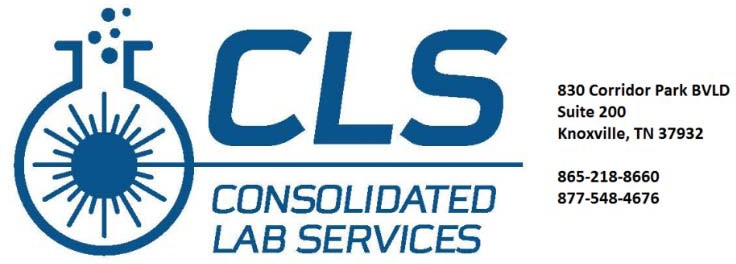 CLS
CONSOLIDATED
LAB SERVICES
830 Corridor Park BVLD
Suite 200
Knoxville, TN 37932
865-218-8660
877-548-4676